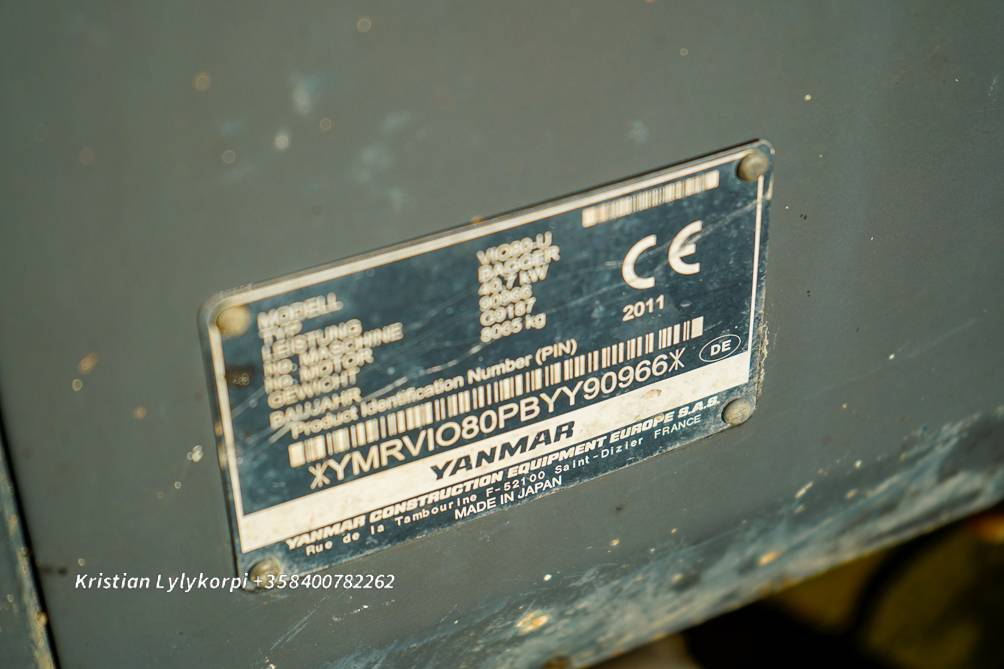 MODELL VIO80-U
TYP BAGGER
LEISTUNG 40,7 kW
No. MASCHINE 90966
No. MOTOR G9187
GEWICHT 8065 kg
BAUJAHR 2011
CE
Product Identification Number (PIN)
*YMRVIO80PBYY90966*
DE
YANMAR
YANMAR CONSTRUCTION EQUIPMENT EUROPE S.A.S.
Rue de la Tambourine F-52100 Saint-Dizier FRANCE
MADE IN JAPAN
Kristian Lylykorpi +358400782262